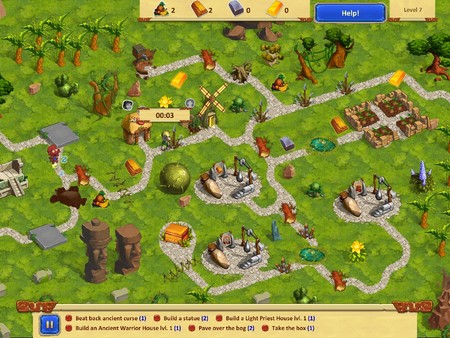 2 2 0 0 Help! Level 7
00:03
Beat back ancient curse (1) Build a statue (2) Build a Light Priest House lvl. 1 (1)
Build an Ancient Warrior House lvl. 1 (1) Pave over the bog (2) Take the box (1)